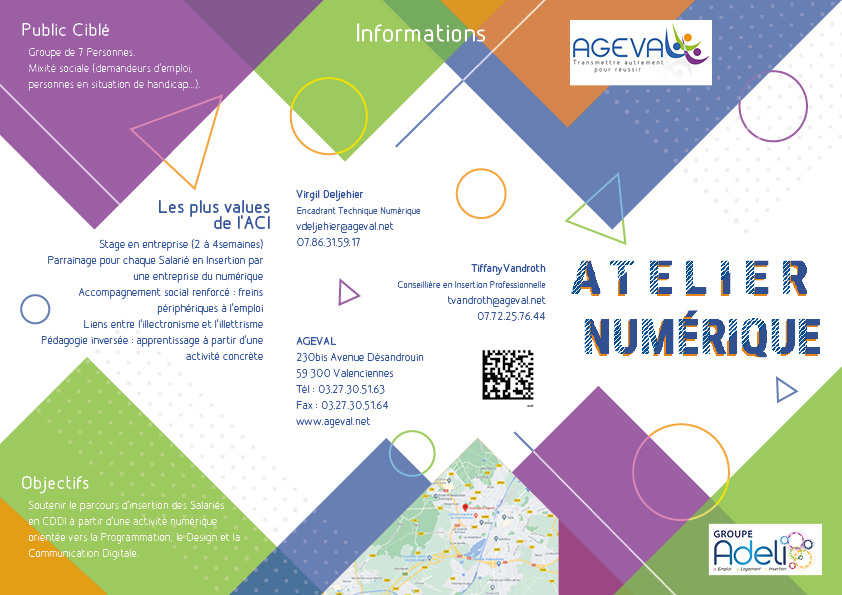 Public Ciblé
Groupe de 7 Personnes.
Mixité sociale (demandeurs d'emploi,
personnes en situation de handicap...).
Les plus values
de l'ACI
Stage en entreprise (2 à 4semaines)
Parrainage pour chaque Salarié en Insertion par
une entreprise du numérique
Accompagnement social renforcé : freins
périphériques à l'emploi
Liens entre l'illectronisme et l'illettrisme
Pédagogie inversée : apprentissage à partir d'une
activité concrète
Objectifs
Soutenir le parcours d'insertion des Salariés
en CDDI à partir d'une activité numérique
orientée vers la Programmation, le Design et la
Communication Digitale.
Informations
Virgil Deljehier
Encadrant Technique Numérique
vdeljehier@ageval.net
07.86.31.59.17
Tiffany Vandroth
Conseillière en Insertion Professionnelle
tvandroth@ageval.net
07.72.25.76.44
AGEVAL
230bis Avenue Désandrouin
59 300 Valenciennes
Tél : 03.27.30.51.63
Fax : 03.27.30.51.64
www.ageval.net
AGEVAL
Transmettre autrement
pour réussir
ATELIER
NUMÉRIQUE
GROUPE
Adeli
Emploi Logement Insertion